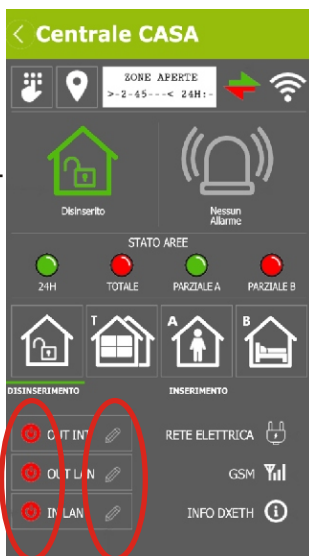 Centrale CASA
ZONE APERTE
>-2-45---< 24H:-
Disinserito
Nessun
Allarme
STATO AREE
24H
TOTALE
PARZIALE A
PARZIALE B
T
A
B
DISINSERIMENTO
INSERIMENTO
OUT INT
RETE ELETTRICA
OUT LAN
GSM
IN LAN
INFO DXETH